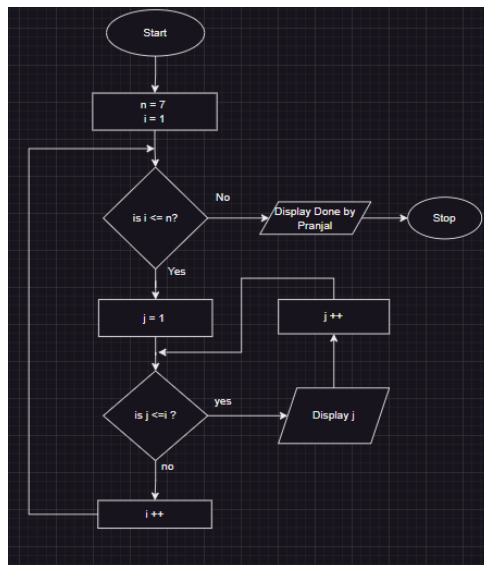 Start
n = 7
i = 1
is i <= n?
No
Display Done by
Pranjal
Stop
Yes
j = 1
j ++
is j <=i ?
yes
Display j
no
i ++